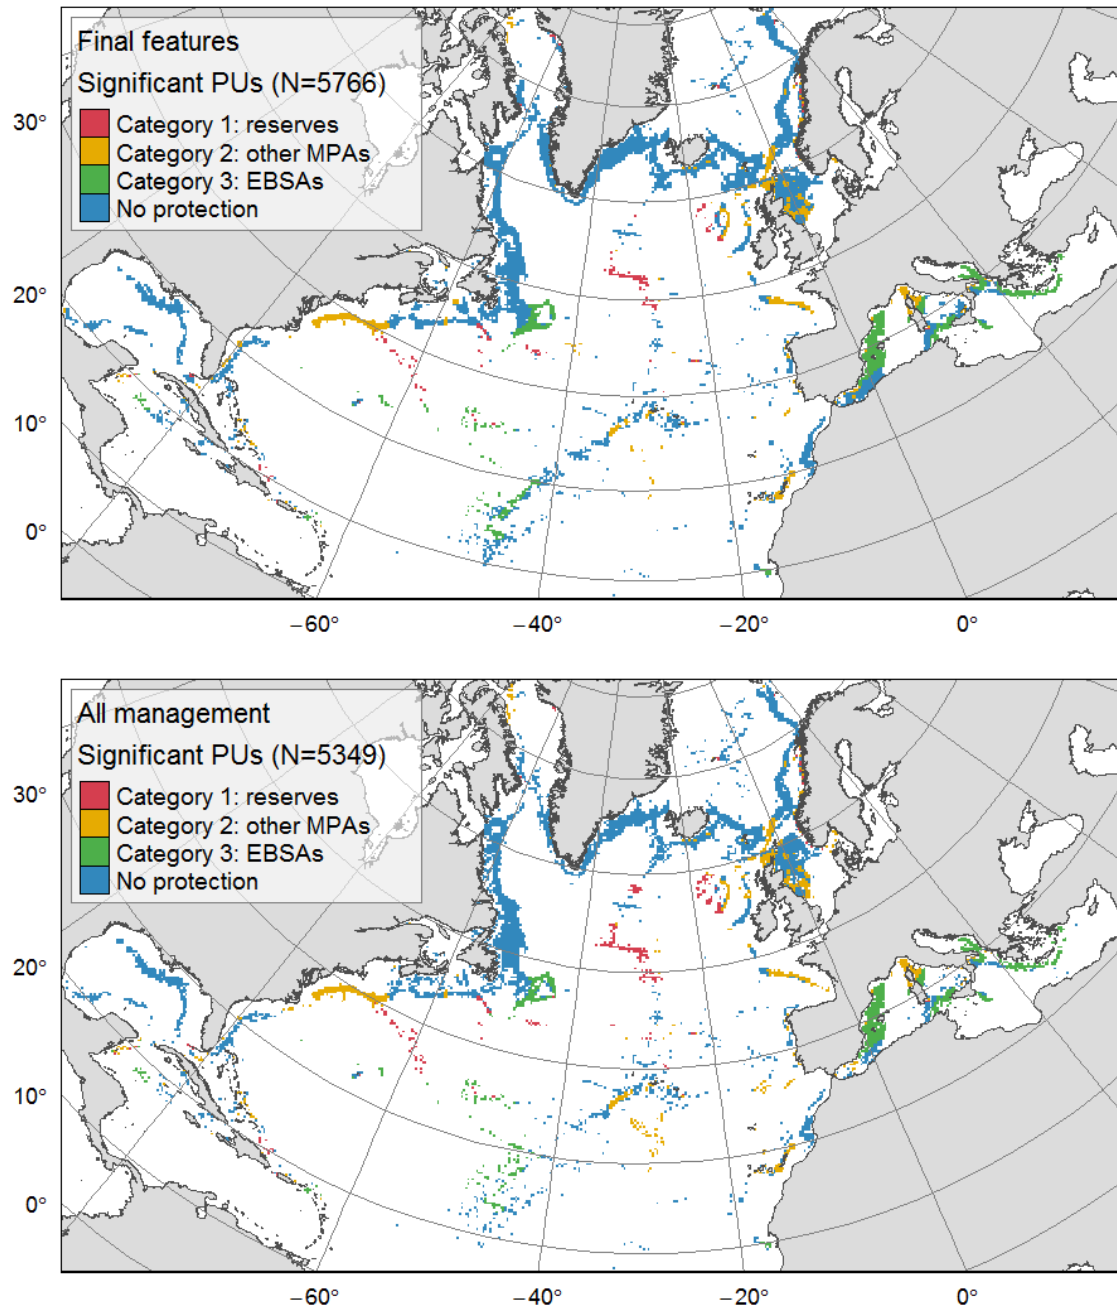 Final features
Significant PUs (N=5766)
Category 1: reserves
Category 2: other MPAs
Category 3: EBSAs
No protection
30°
20°
10°
0°
−60°
−40°
−20°
0°
All management
Significant PUs (N=5349)
Category 1: reserves
Category 2: other MPAs
Category 3: EBSAs
No protection
30°
20°
10°
0°
−60°
−40°
−20°
0°